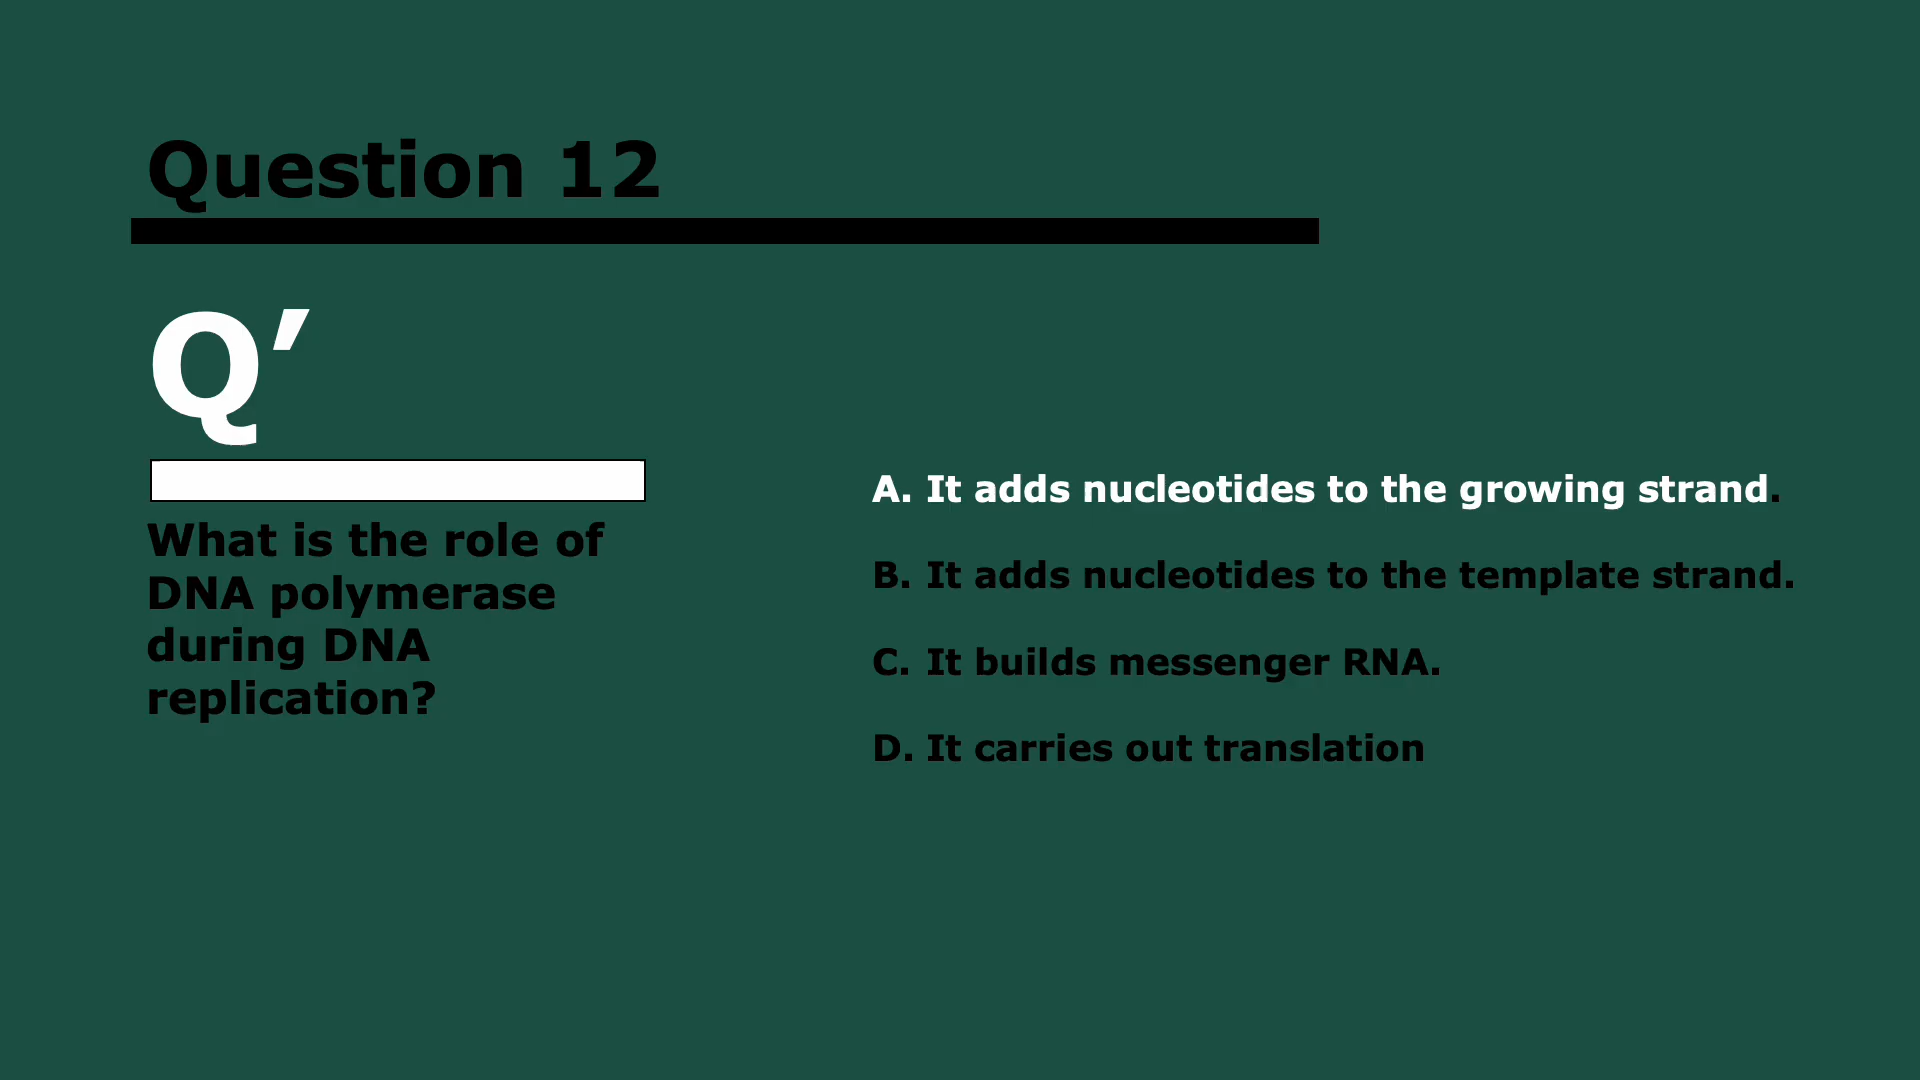 Question 12
Q’
What is the role of
DNA polymerase
during DNA
replication?
A. It adds nucleotides to the growing strand.
B. It adds nucleotides to the template strand.
C. It builds messenger RNA.
D. It carries out translation